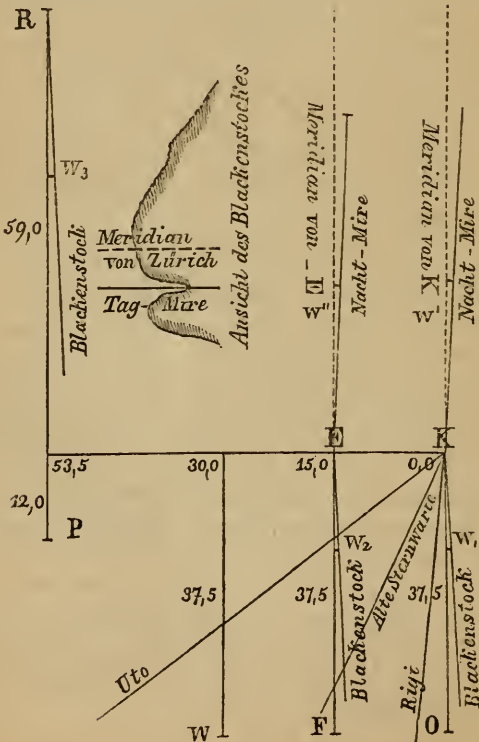 R
W₃
59,0
Blackenstock
Meridian
von Zürich
Tag-Mire
Ansicht des Blackenstockes
Meridian von E
W"
Nacht-Mire
Meridian von K
W'
Nacht-Mire
E
K
53,5
30,0
15,0
0,0
12,0
P
W₂
W₁
Alte Sternwarte
37,5
37,5
37,5
Blackenstock
Blackenstock
Uto
Rigi
W
F
O